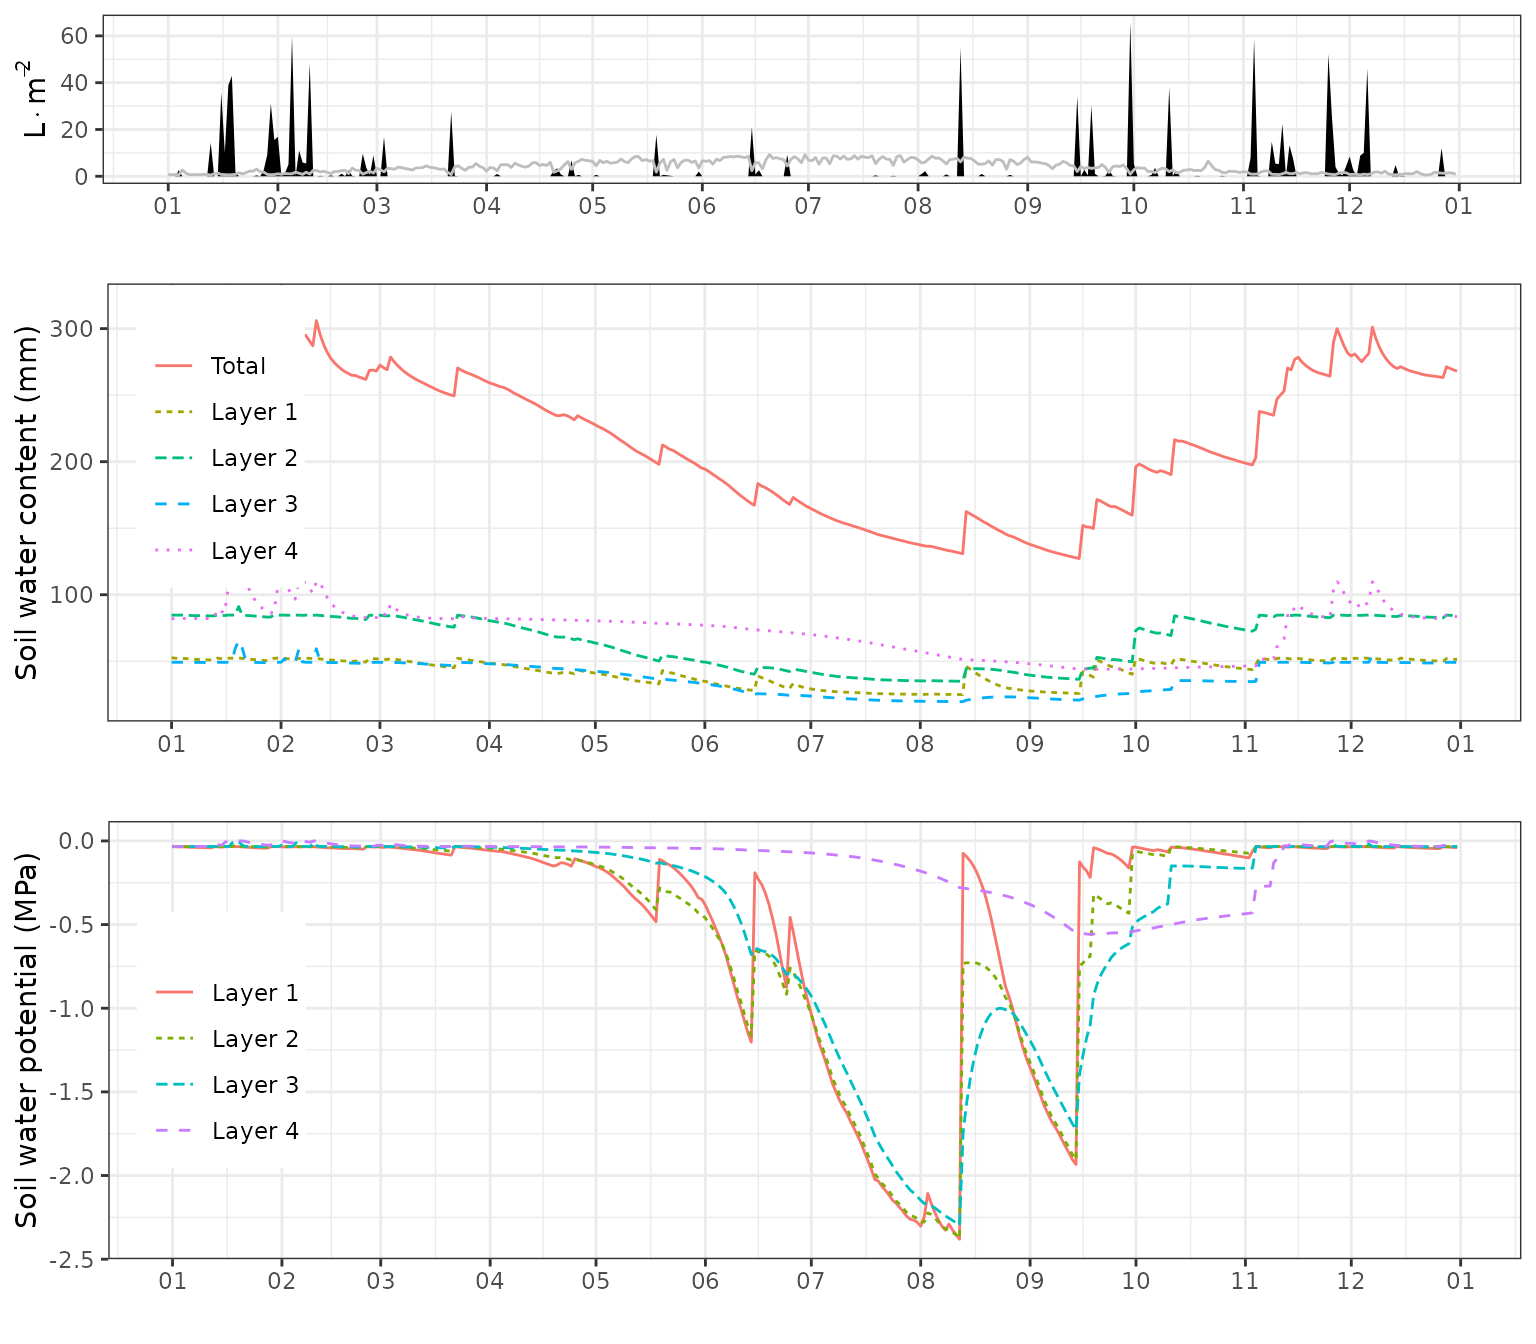 L · m⁻²
60
40
20
0
01 02 03 04 05 06 07 08 09 10 11 12 01
Soil water content (mm)
300
200
100
Total
Layer 1
Layer 2
Layer 3
Layer 4
01 02 03 04 05 06 07 08 09 10 11 12 01
Soil water potential (MPa)
0.0
-0.5
-1.0
-1.5
-2.0
-2.5
Layer 1
Layer 2
Layer 3
Layer 4
01 02 03 04 05 06 07 08 09 10 11 12 01